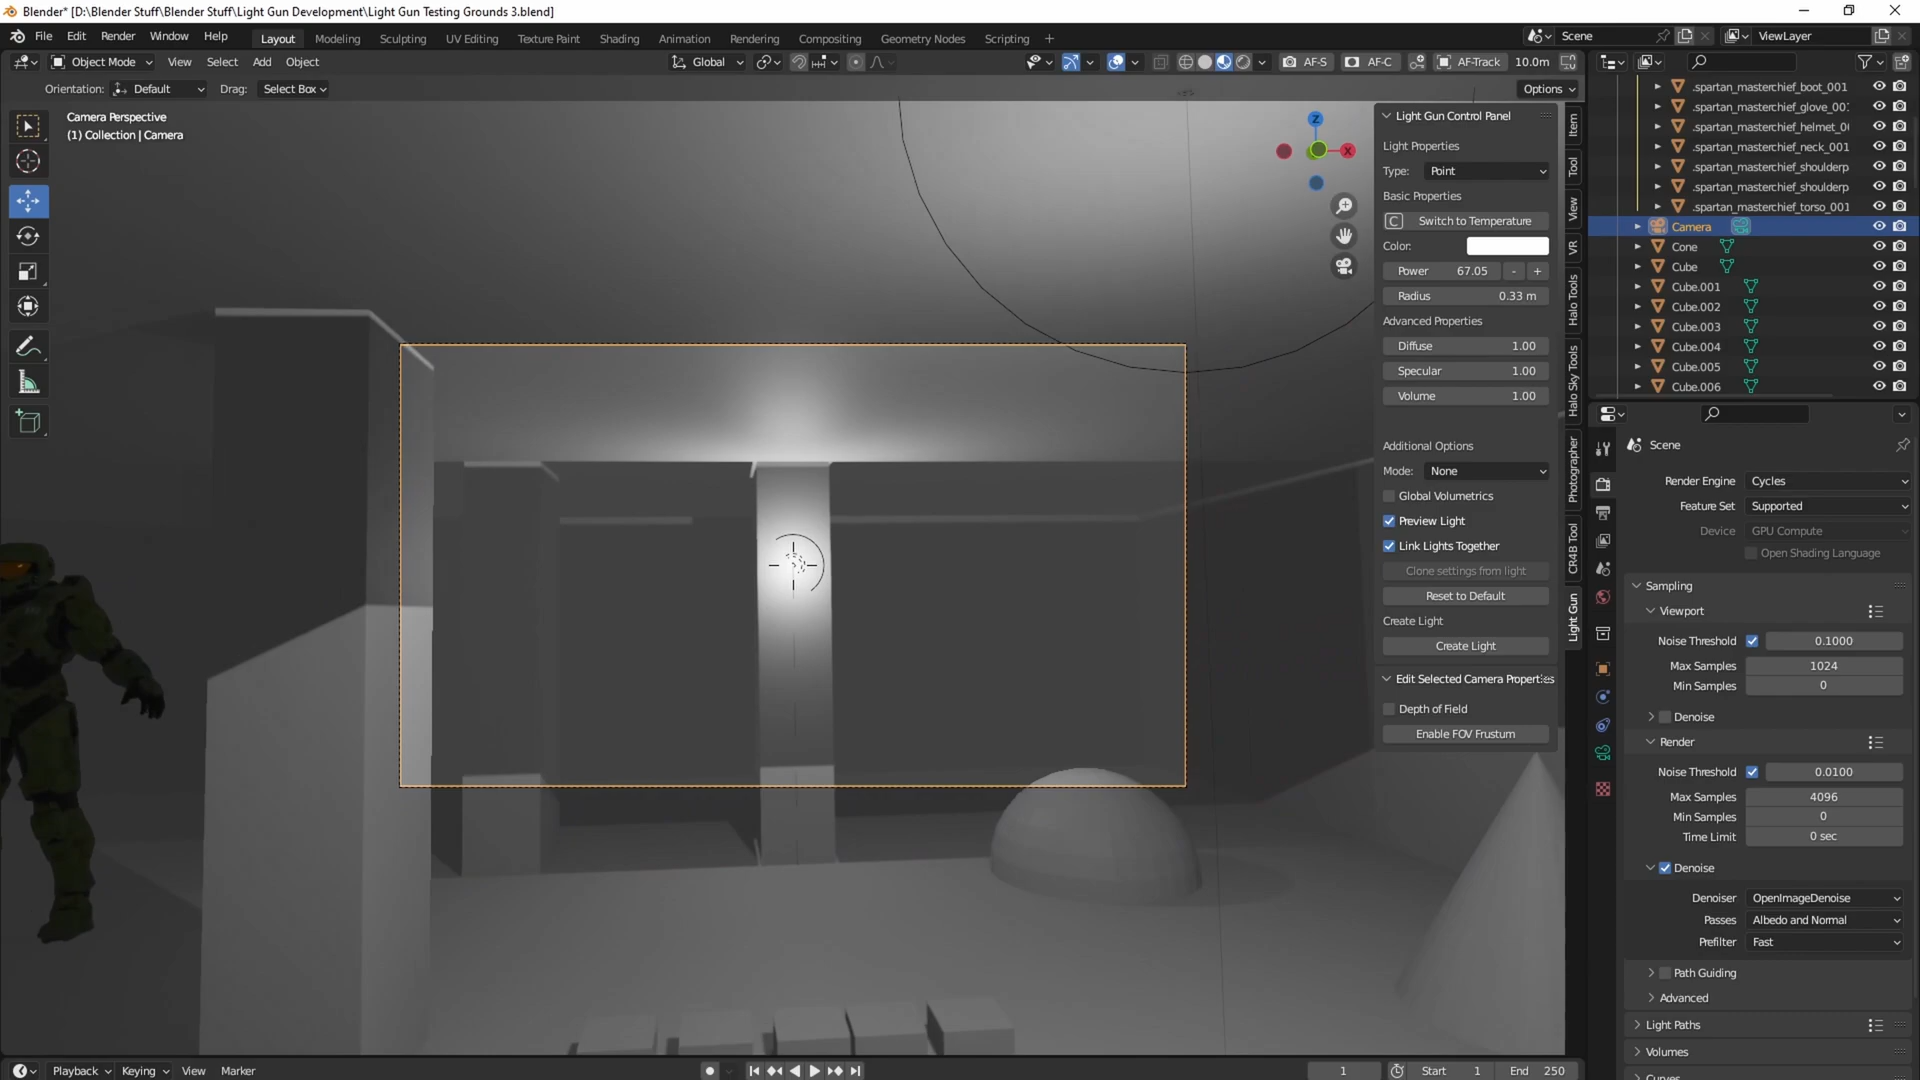 Blender* [D:\Blender Stuff\Blender Stuff\Light Gun Development\Light Gun Testing Grounds 3.blend]
File Edit Render Window Help Layout Modeling Sculpting UV Editing Texture Paint Shading Animation Rendering Compositing Geometry Nodes Scripting + Scene ViewLayer
Object Mode View Select Add Object Global AF-S AF-C AF-Track 10.0m
Orientation: Default Drag: Select Box Options
Camera Perspective
(1) Collection | Camera
Z
X
Light Gun Control Panel
Light Properties
Type: Point
Basic Properties
C Switch to Temperature
Color:
Power 67.05 - +
Radius 0.33 m
Advanced Properties
Diffuse 1.00
Specular 1.00
Volume 1.00
Additional Options
Mode: None
Global Volumetrics
Preview Light
Link Lights Together
Clone settings from light
Reset to Default
Create Light
Create Light
Edit Selected Camera Properties
Depth of Field
Enable FOV Frustum
Item
Tool
View
VR
Halo Tools
Halo Sky Tools
Photographer
CR4B Tool
Light Gun
.spartan_masterchief_boot_001
.spartan_masterchief_glove_001
.spartan_masterchief_helmet_0
.spartan_masterchief_neck_001
.spartan_masterchief_shoulderp
.spartan_masterchief_shoulderp
.spartan_masterchief_torso_001
Camera
Cone
Cube
Cube.001
Cube.002
Cube.003
Cube.004
Cube.005
Cube.006
Scene
Render Engine Cycles
Feature Set Supported
Device GPU Compute
Open Shading Language
Sampling
Viewport
Noise Threshold 0.1000
Max Samples 1024
Min Samples 0
Denoise
Render
Noise Threshold 0.0100
Max Samples 4096
Min Samples 0
Time Limit 0 sec
Denoise
Denoiser OpenImageDenoise
Passes Albedo and Normal
Prefilter Fast
Path Guiding
Advanced
Light Paths
Volumes
Curves
Playback Keying View Marker 1 Start 1 End 250